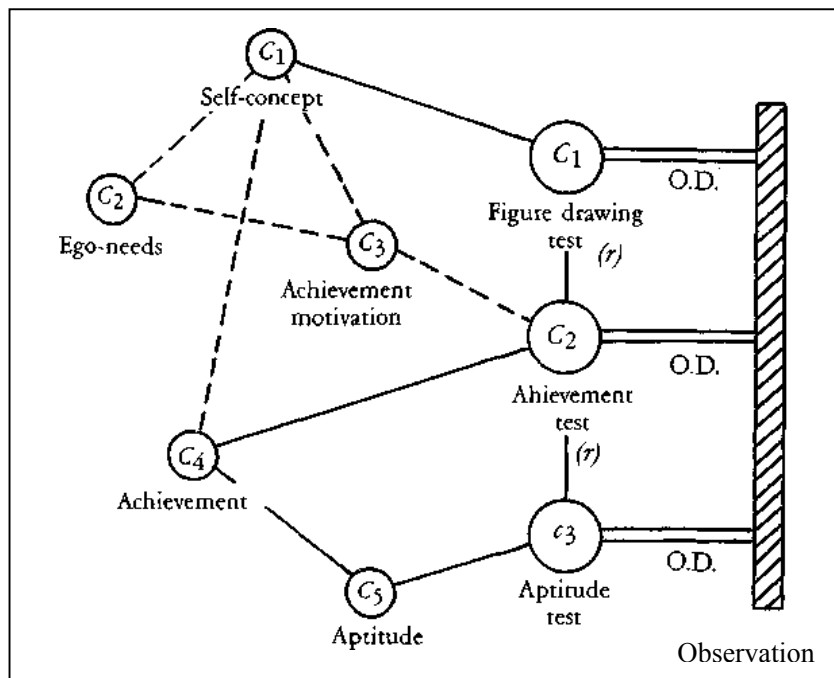 C1
Self-concept
C1
O.D.
C2
Figure drawing
test
(r)
Ego-needs
C3
Achievement
motivation
C2
O.D.
Ahievement
test
(r)
C4
Achievement
c3
O.D.
C5
Aptitude
test
Aptitude
Observation